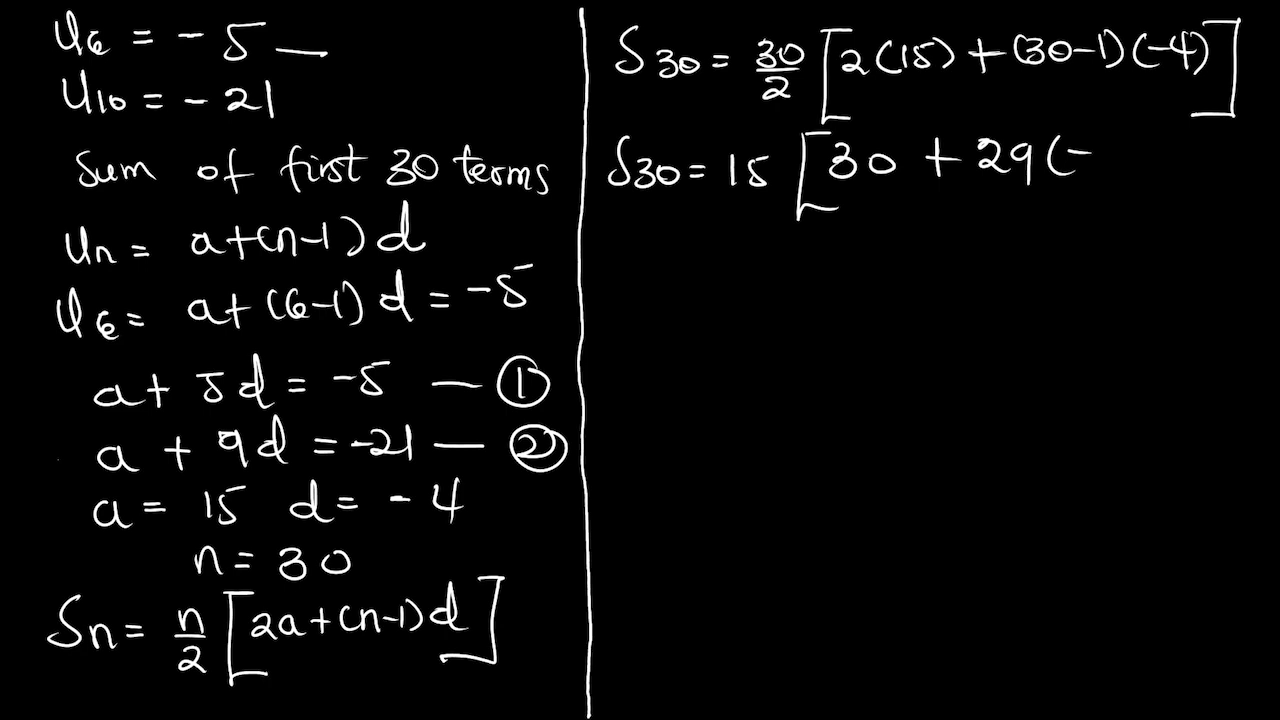 U6 = - 5 —
U10 = - 21
Sum of first 30 terms
Un = a+(n-1)d
U6 = a+(6-1)d = -5
a + 5d = -5 — ①
a + 9d = -21 — ②
a = 15 d = - 4
n = 30
Sn = n/2 [2a+(n-1)d]
S30 = 30/2 [2(15)+(30-1)(-4)]
S30 = 15 [30 + 29(-